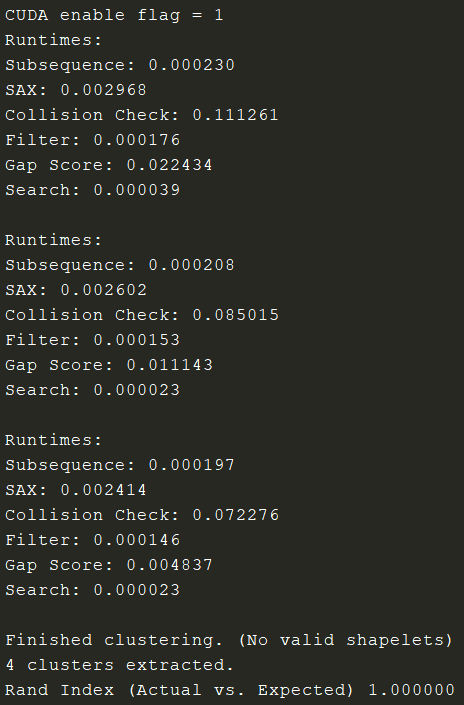 CUDA enable flag = 1
Runtimes:
Subsequence: 0.000230
SAX: 0.002968
Collision Check: 0.111261
Filter: 0.000176
Gap Score: 0.022434
Search: 0.000039

Runtimes:
Subsequence: 0.000208
SAX: 0.002602
Collision Check: 0.085015
Filter: 0.000153
Gap Score: 0.011143
Search: 0.000023

Runtimes:
Subsequence: 0.000197
SAX: 0.002414
Collision Check: 0.072276
Filter: 0.000146
Gap Score: 0.004837
Search: 0.000023

Finished clustering. (No valid shapelets)
4 clusters extracted.
Rand Index (Actual vs. Expected) 1.000000